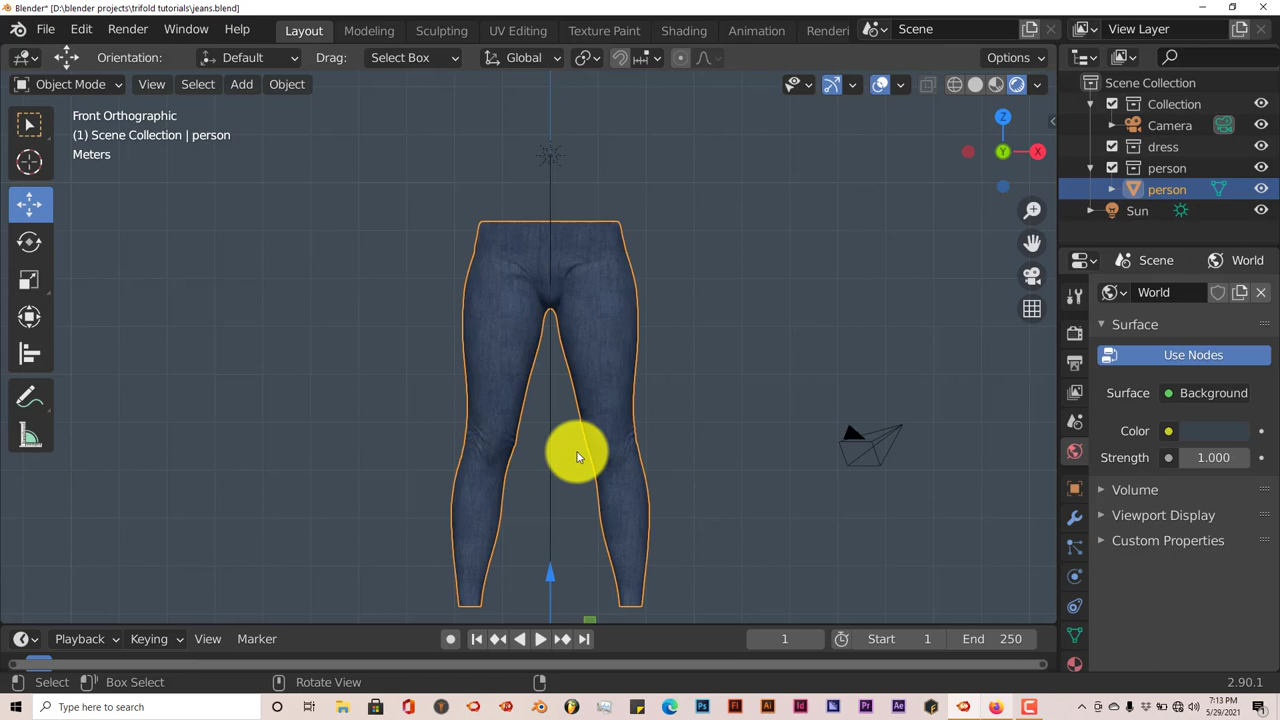 Blender* [D:\blender projects\trifold tutorials\jeans.blend]
File Edit Render Window Help Layout Modeling Sculpting UV Editing Texture Paint Shading Animation Renderi Scene View Layer
Orientation: Default Drag: Select Box Global Options
Object Mode View Select Add Object
Scene Collection
Collection
Camera
dress
person
person
Sun
Front Orthographic
(1) Scene Collection | person
Meters
Z
Y
X
Scene World
World
Surface
Use Nodes
Surface: Background
Color:
Strength: 1.000
Volume
Viewport Display
Custom Properties
Playback Keying View Marker 1 Start 1 End 250
Select Box Select Rotate View 2.90.1
Type here to search
7:13 PM
5/29/2021